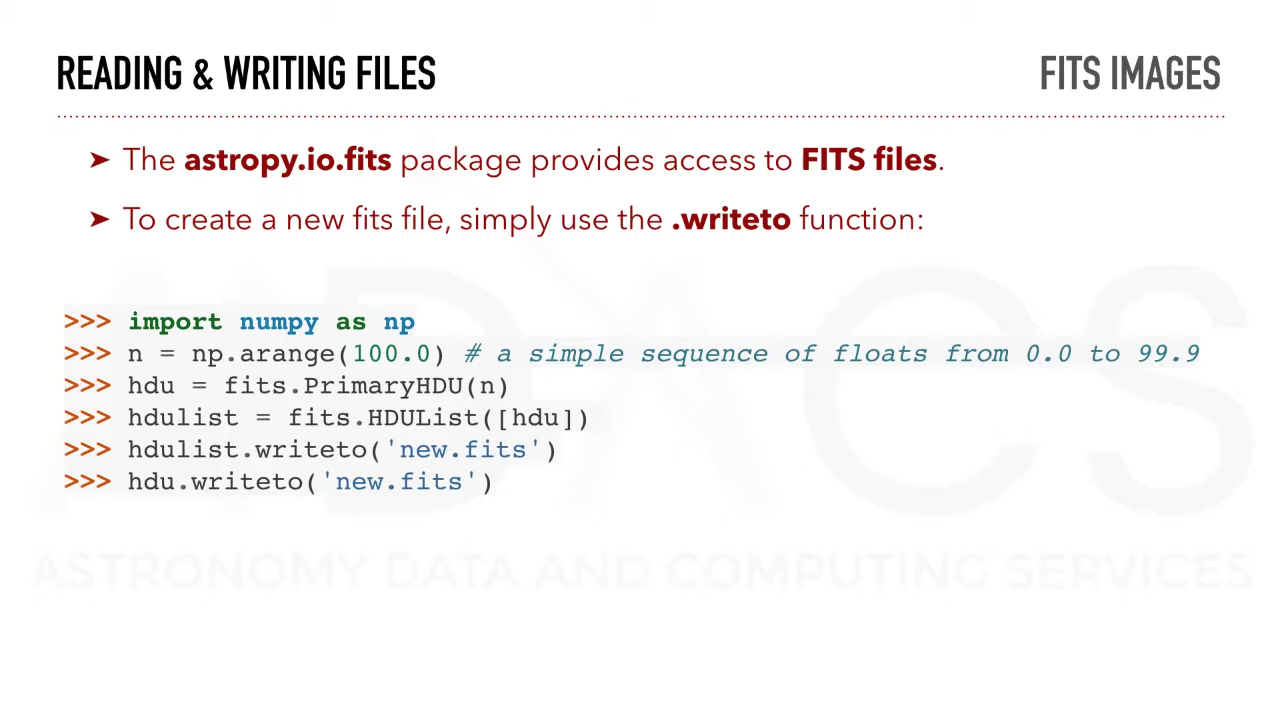 READING & WRITING FILES
FITS IMAGES
➤ The astropy.io.fits package provides access to FITS files.
➤ To create a new fits file, simply use the .writeto function:
>>> import numpy as np
>>> n = np.arange(100.0) # a simple sequence of floats from 0.0 to 99.9
>>> hdu = fits.PrimaryHDU(n)
>>> hdulist = fits.HDUList([hdu])
>>> hdulist.writeto('new.fits')
>>> hdu.writeto('new.fits')
ADACS
ASTRONOMY DATA AND COMPUTING SERVICES